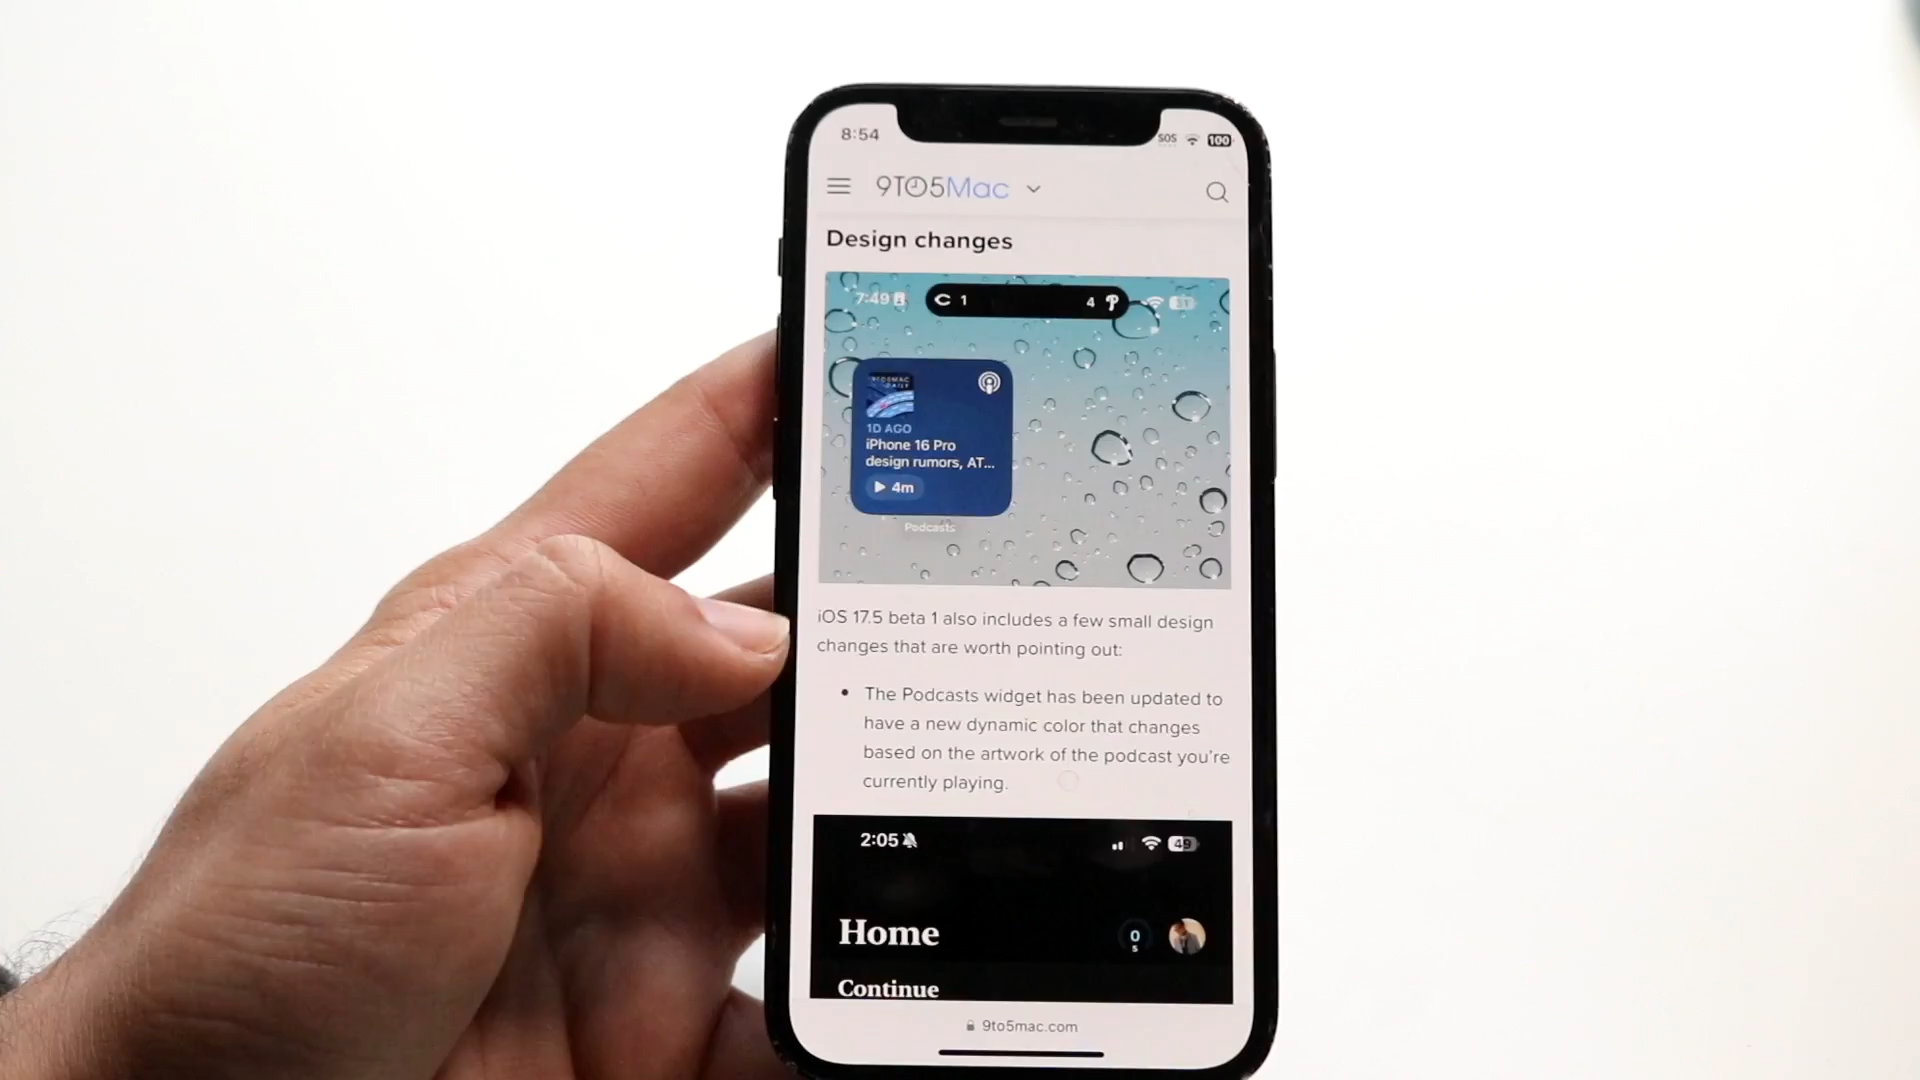 8:54
SOS
100
9TO5Mac
Design changes
7:49
C 1
4 P
51
9TO5MAC
DAILY
1D AGO
iPhone 16 Pro
design rumors, AT...
4m
Podcasts
iOS 17.5 beta 1 also includes a few small design
changes that are worth pointing out:
• The Podcasts widget has been updated to
have a new dynamic color that changes
based on the artwork of the podcast you're
currently playing.
2:05
49
Home
0
S
Continue
9to5mac.com